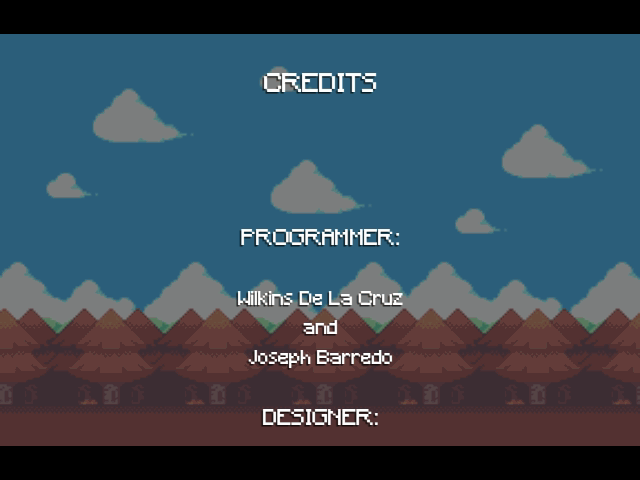 CREDITS
PROGRAMMER:
Wilkins De La Cruz
and
Joseph Barredo
DESIGNER: